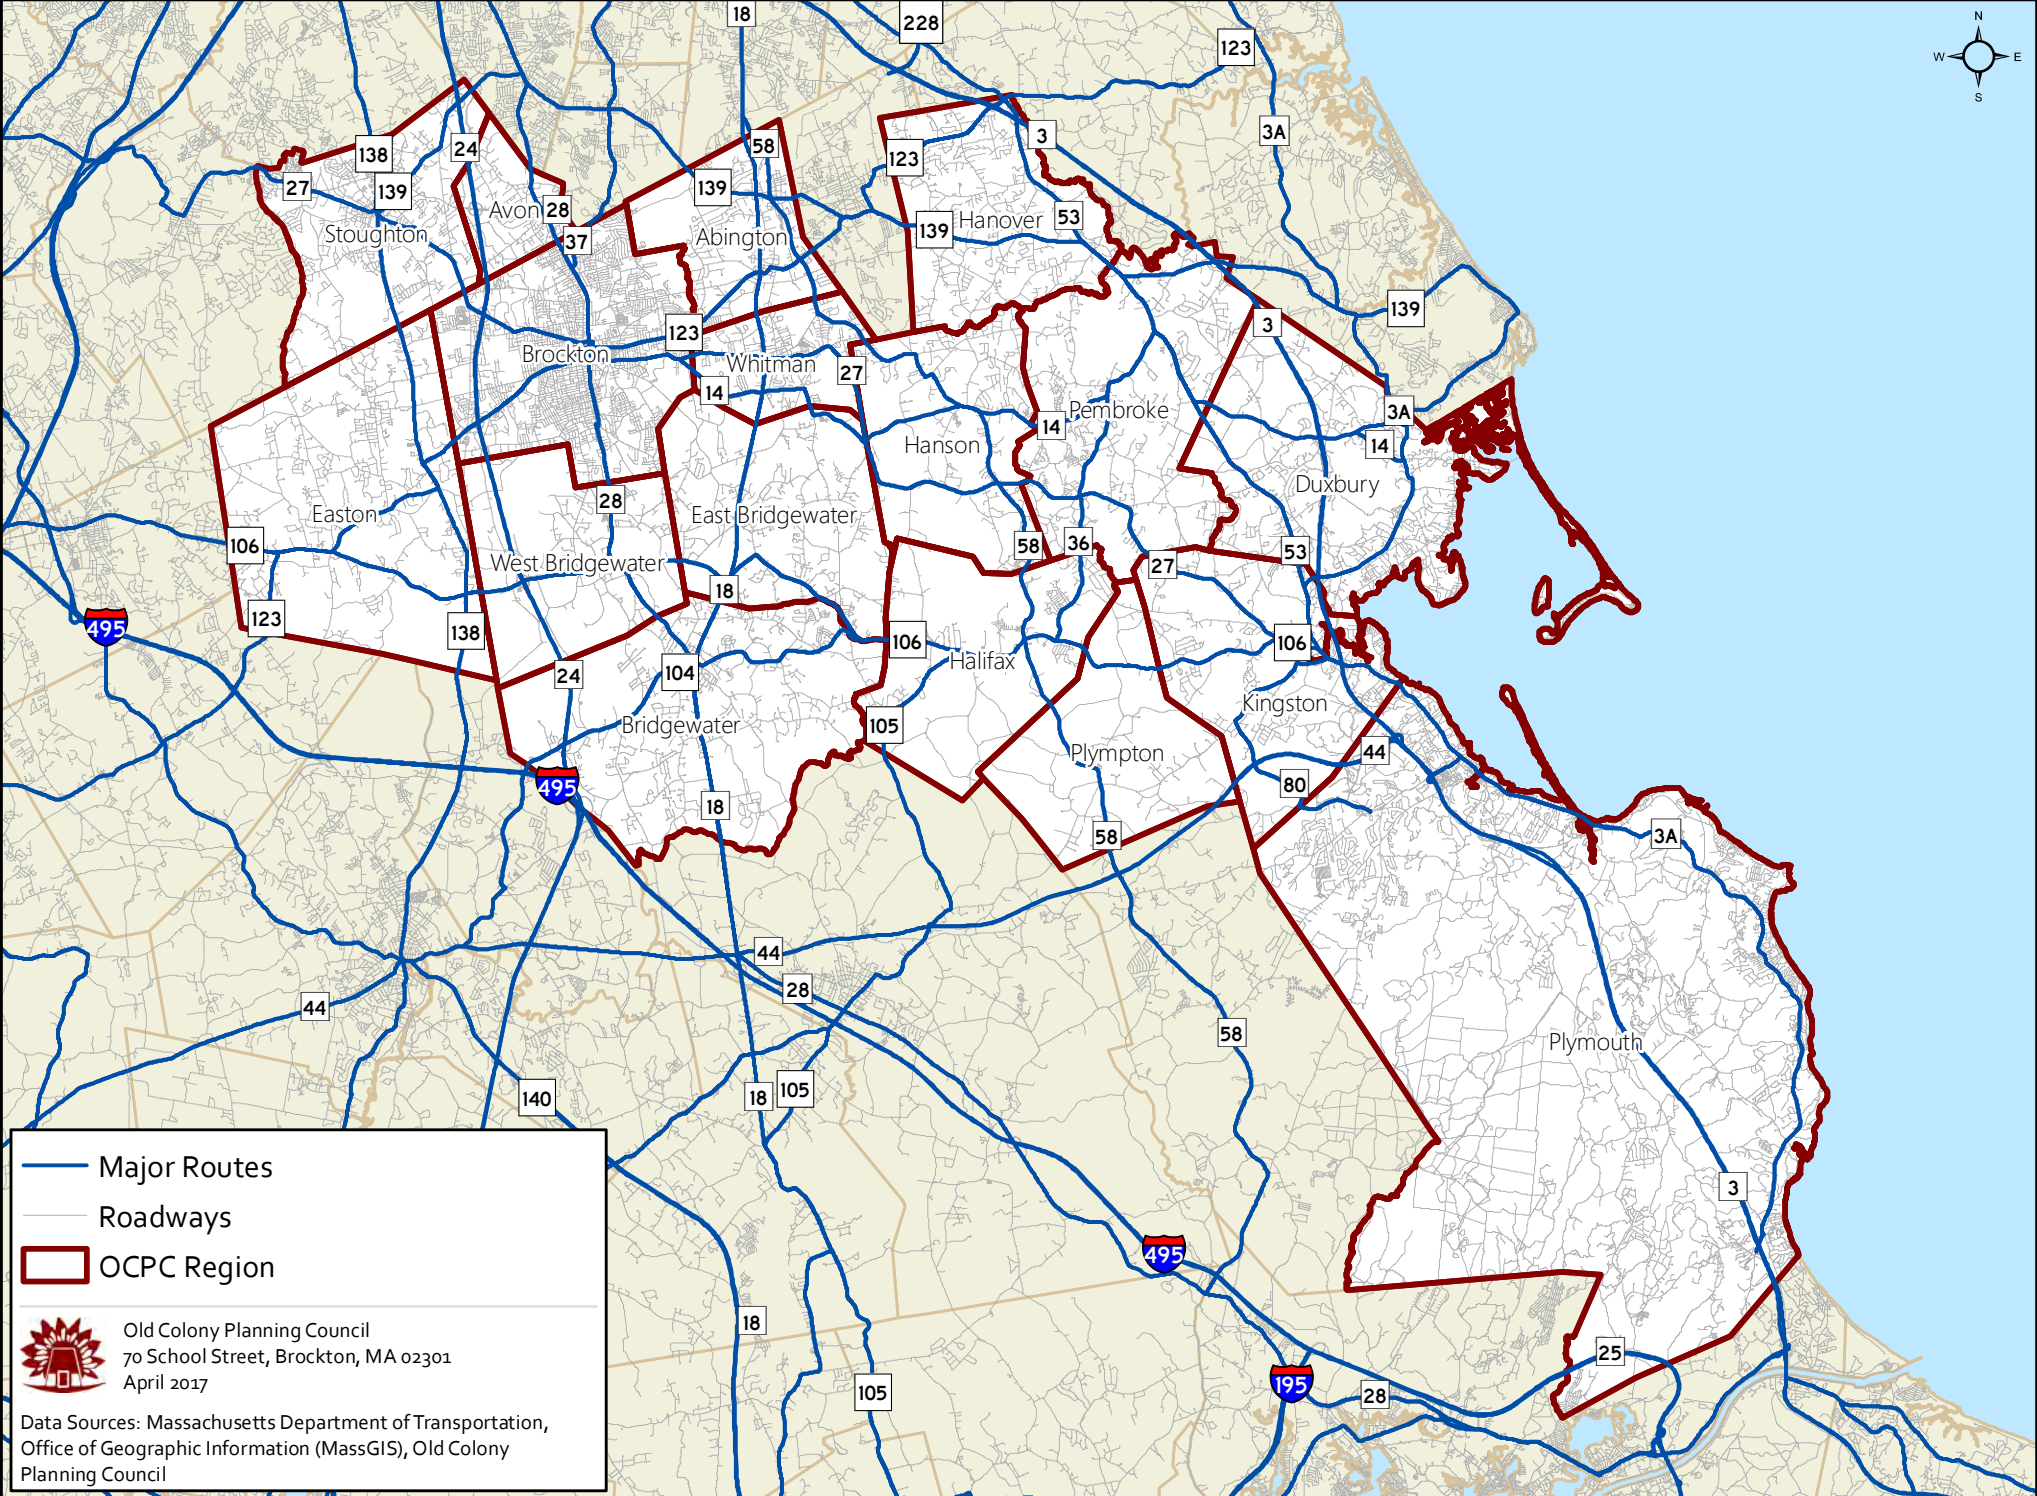 18
228
123
N
W E
S
3A
3
138
24
58
123
27
139
139
28
Avon
53
Hanover
139
37
Stoughton
Abington
139
3
123
Brockton
Whitman
27
14
3A
Pembroke
14
Hanson
14
Duxbury
28
Easton
East Bridgewater
106
58
36
53
West Bridgewater
27
18
123
495
138
106
106
Halifax
24
104
Kingston
Bridgewater
105
Plympton
44
495
80
18
58
3A
44
28
44
58
Plymouth
18
105
140
3
495
18
25
195
28
105
Major Routes
Roadways
OCPC Region
Old Colony Planning Council
70 School Street, Brockton, MA 02301
April 2017
Data Sources: Massachusetts Department of Transportation,
Office of Geographic Information (MassGIS), Old Colony
Planning Council